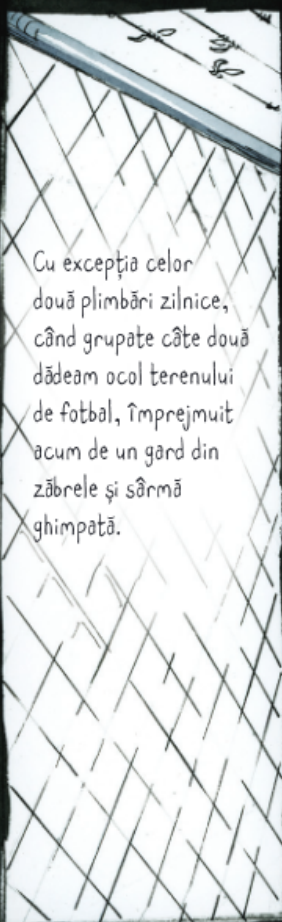 Cu excepția celor
două plimbări zilnice,
când grupate câte două
dădeam ocol terenului
de fotbal, împrejmuit
acum de un gard din
zăbrele și sârmă
ghimpată.